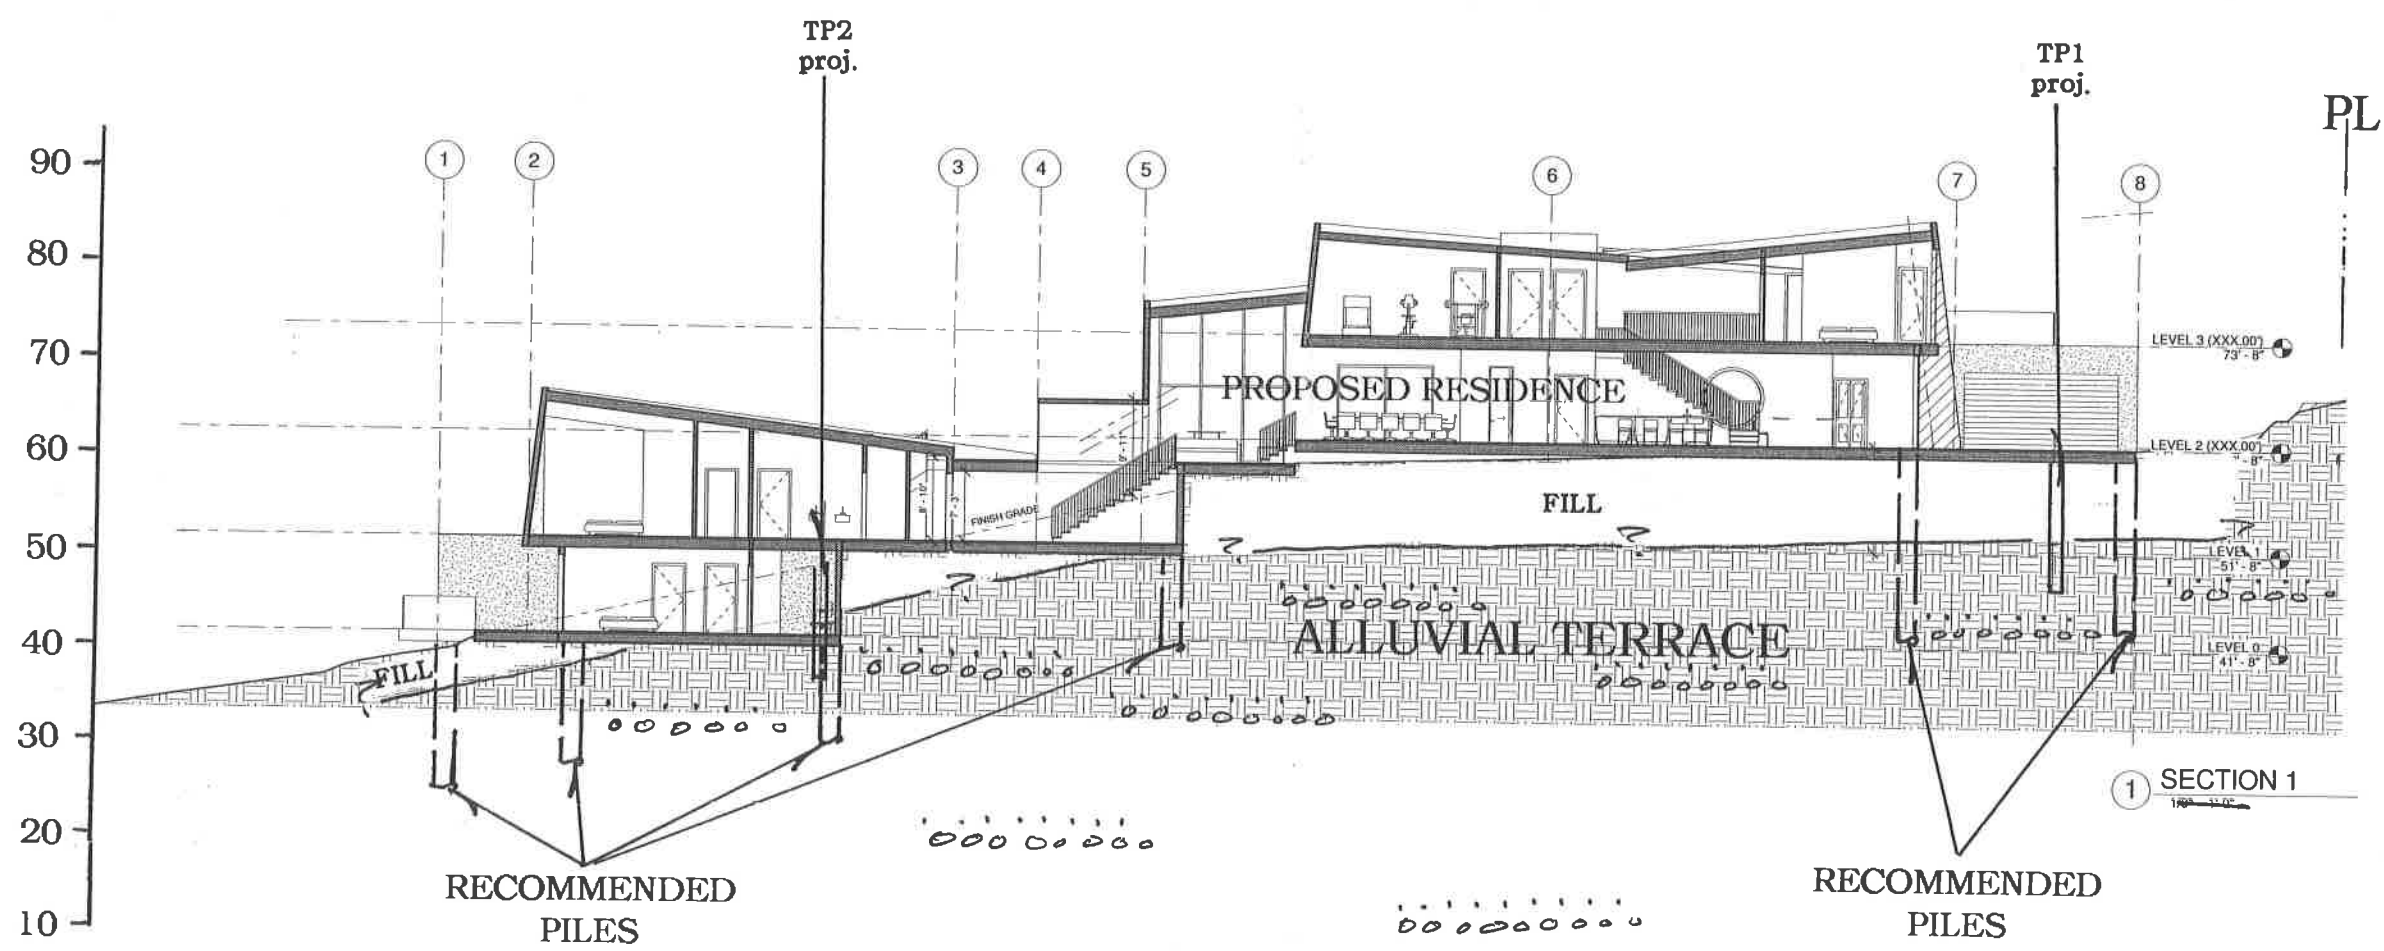 TP2
proj.
TP1
proj.
PL
1
2
3
4
5
6
7
8
90
80
70
60
50
40
30
20
10
LEVEL 3 (XXX.00')
73' - 8"
PROPOSED RESIDENCE
LEVEL 2 (XXX.00')
8' - 10"
FINISH GRADE
FILL
LEVEL 1
51' - 8"
ALLUVIAL TERRACE
LEVEL 0
41' - 8"
FILL
1
SECTION 1
RECOMMENDED
PILES
RECOMMENDED
PILES